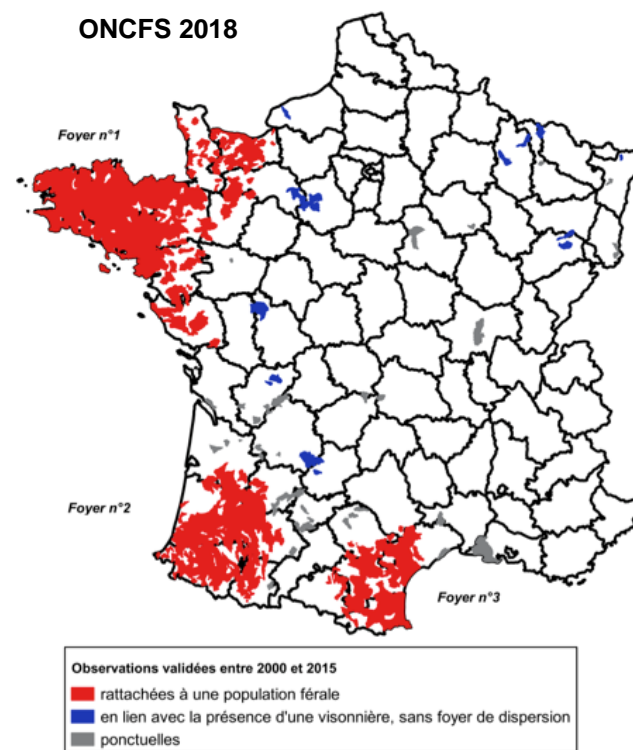 ONCFS 2018
Foyer n°1
Foyer n°2
Foyer n°3
Observations validées entre 2000 et 2015
rattachées à une population férale
en lien avec la présence d'une visonnière, sans foyer de dispersion
ponctuelles